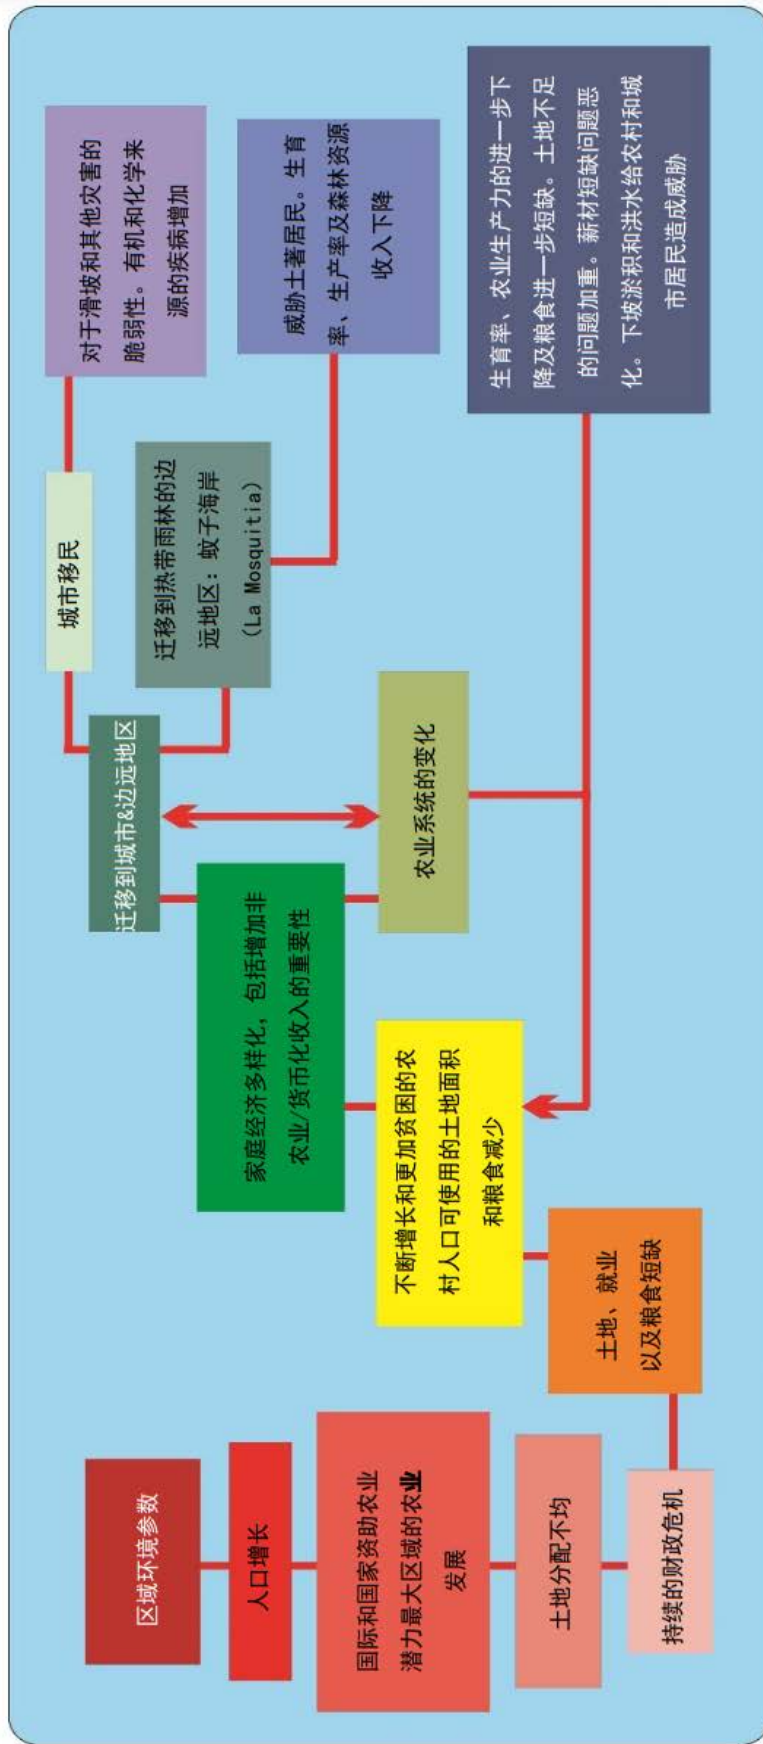 区域环境参数
人口增长
国际和国家资助农业
潜力最大区域的农业
发展
土地分配不均
持续的财政危机
土地、就业
以及粮食短缺
不断增长和更加贫困的农
村人口可使用的土地面积
和粮食减少
家庭经济多样化，包括增加非
农业/货币化收入的重要性
迁移到城市&边远地区
农业系统的变化
城市移民
迁移到热带雨林的边
远地区：蚊子海岸
（La Mosquitia）
对于滑坡和其他灾害的
脆弱性。有机和化学来
源的疾病增加
威胁土著居民。生育
率、生产率及森林资源
收入下降
生育率、农业生产力的进一步下
降及粮食进一步短缺。土地不足
的问题加重。薪材短缺问题恶
化。下坡淤积和洪水给农村和城
市居民造成威胁